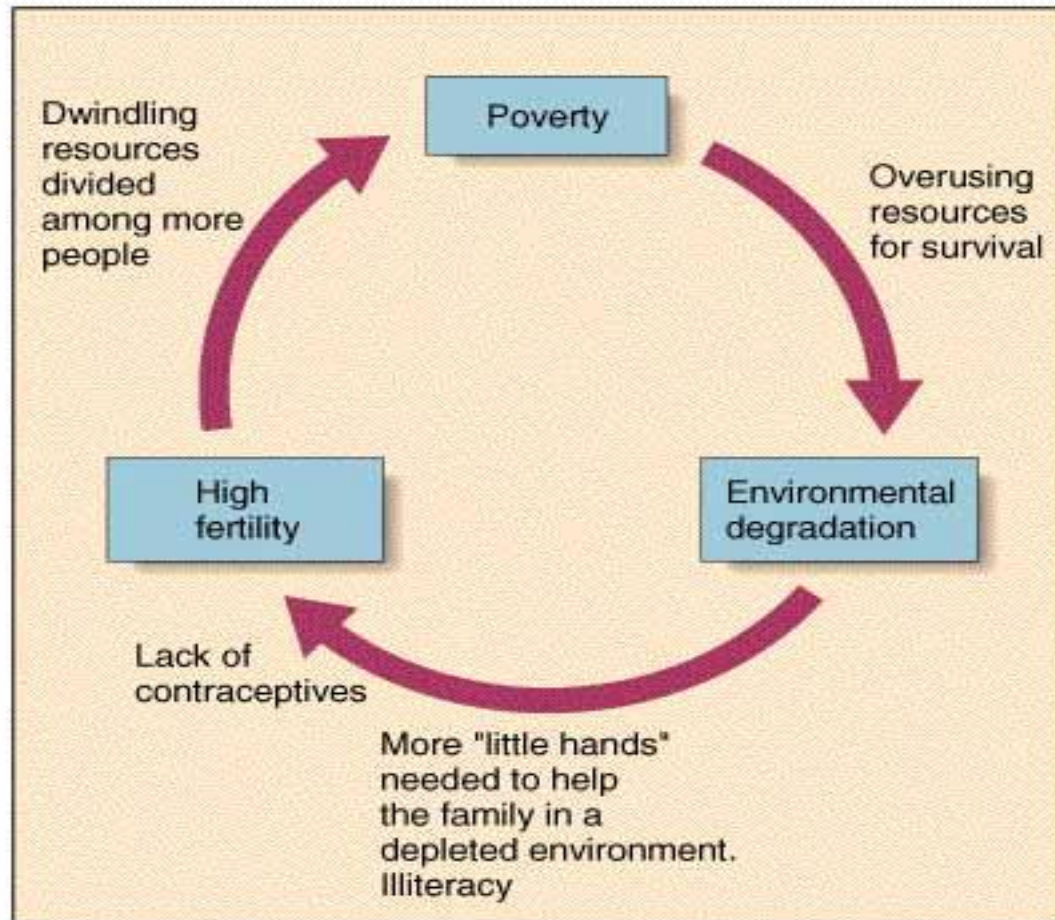 Poverty
Dwindling
resources
divided
among more
people
Overusing
resources
for survival
High
fertility
Environmental
degradation
Lack of
contraceptives
More "little hands"
needed to help
the family in a
depleted environment.
Illiteracy